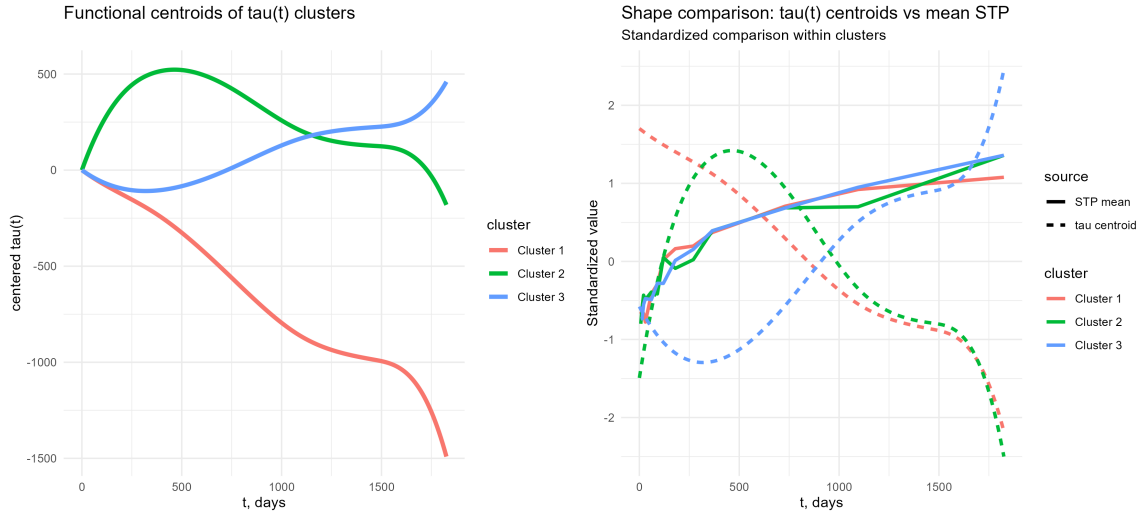 Functional centroids of tau(t) clusters
centered tau(t)
500
0
-500
-1000
-1500
0
500
1000
1500
t, days
cluster
Cluster 1
Cluster 2
Cluster 3
Shape comparison: tau(t) centroids vs mean STP
Standardized comparison within clusters
Standardized value
2
1
0
-1
-2
0
500
1000
1500
t, days
source
STP mean
tau centroid
cluster
Cluster 1
Cluster 2
Cluster 3